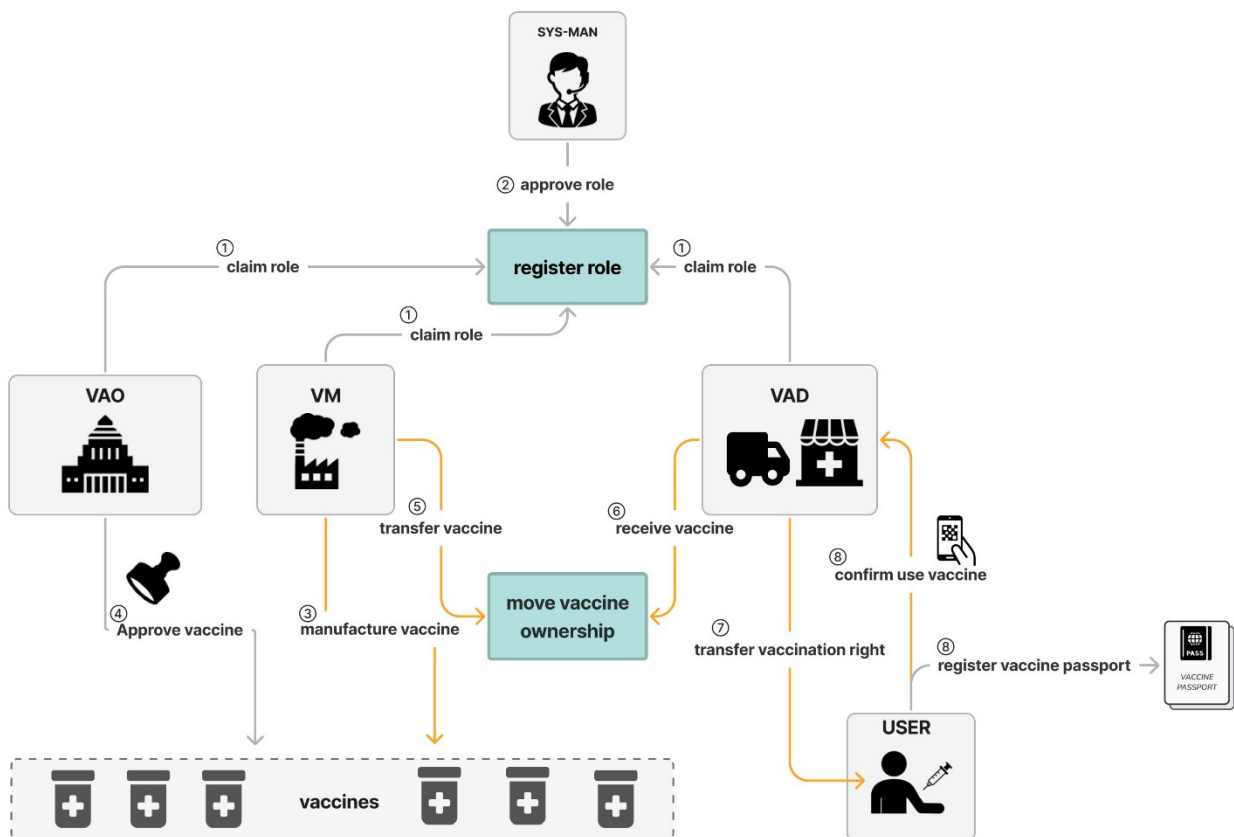 SYS-MAN
② approve role
①
claim role
register role
①
claim role
①
claim role
VAO
VM
VAD
⑤
transfer vaccine
⑥
receive vaccine
⑧
confirm use vaccine
④
Approve vaccine
③
manufacture vaccine
move vaccine
ownership
⑦
transfer vaccination right
⑧
register vaccine passport
PASS
VACCINE
PASSPORT
USER
vaccines